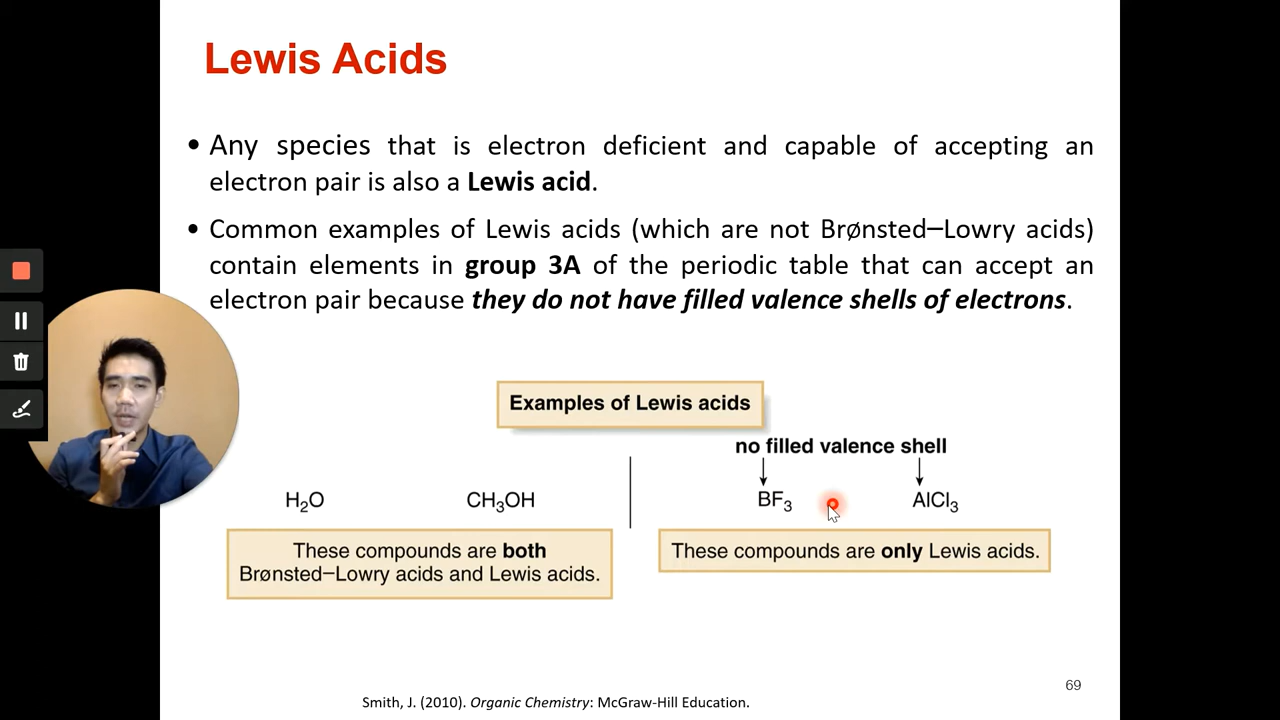 Lewis Acids
• Any species that is electron deficient and capable of accepting an
electron pair is also a Lewis acid.
• Common examples of Lewis acids (which are not Brønsted–Lowry acids)
contain elements in group 3A of the periodic table that can accept an
electron pair because they do not have filled valence shells of electrons.
Examples of Lewis acids
no filled valence shell
H₂O CH₃OH BF₃ AlCl₃
These compounds are both
Brønsted–Lowry acids and Lewis acids.
These compounds are only Lewis acids.
69
Smith, J. (2010). Organic Chemistry: McGraw-Hill Education.